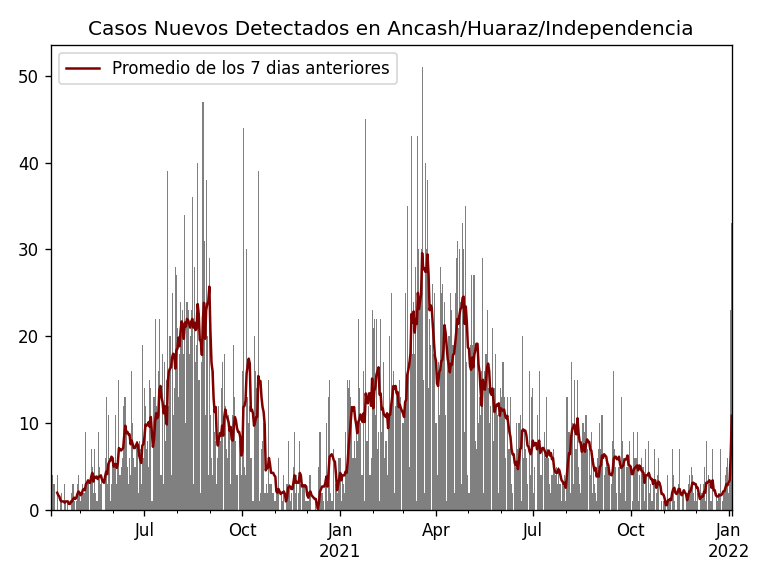 Casos Nuevos Detectados en Ancash/Huaraz/Independencia
Promedio de los 7 dias anteriores
50
40
30
20
10
0
Jul
Oct
Jan
2021
Apr
Jul
Oct
Jan
2022